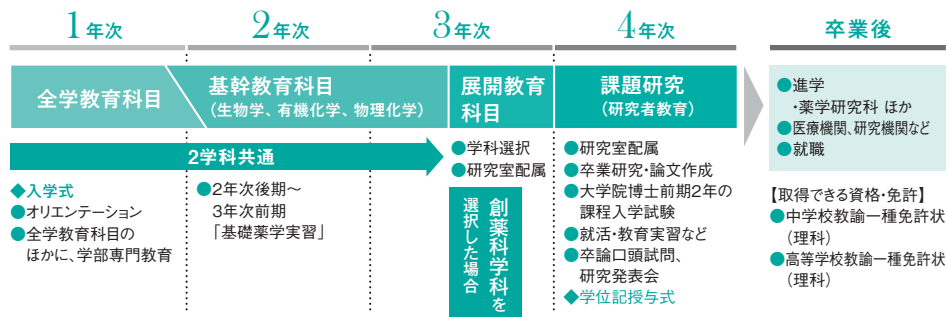 1年次
2年次
3年次
4年次
卒業後
全学教育科目
基幹教育科目
(生物学、有機化学、物理化学)
展開教育
科目
課題研究
(研究者教育)
●進学
・薬学研究科 ほか
●医療機関、研究機関など
●就職
2学科共通
◆入学式
●オリエンテーション
●全学教育科目の
ほかに、学部専門教育
●2年次後期～
3年次前期
「基礎薬学実習」
●学科選択
●研究室配属
創薬科学科を
選択した場合
●研究室配属
●卒業研究・論文作成
●大学院博士前期2年の
課程入学試験
●就活・教育実習など
●卒論口頭試問、
研究発表会
◆学位記授与式
【取得できる資格・免許】
●中学校教諭一種免許状
(理科)
●高等学校教諭一種免許状
(理科)